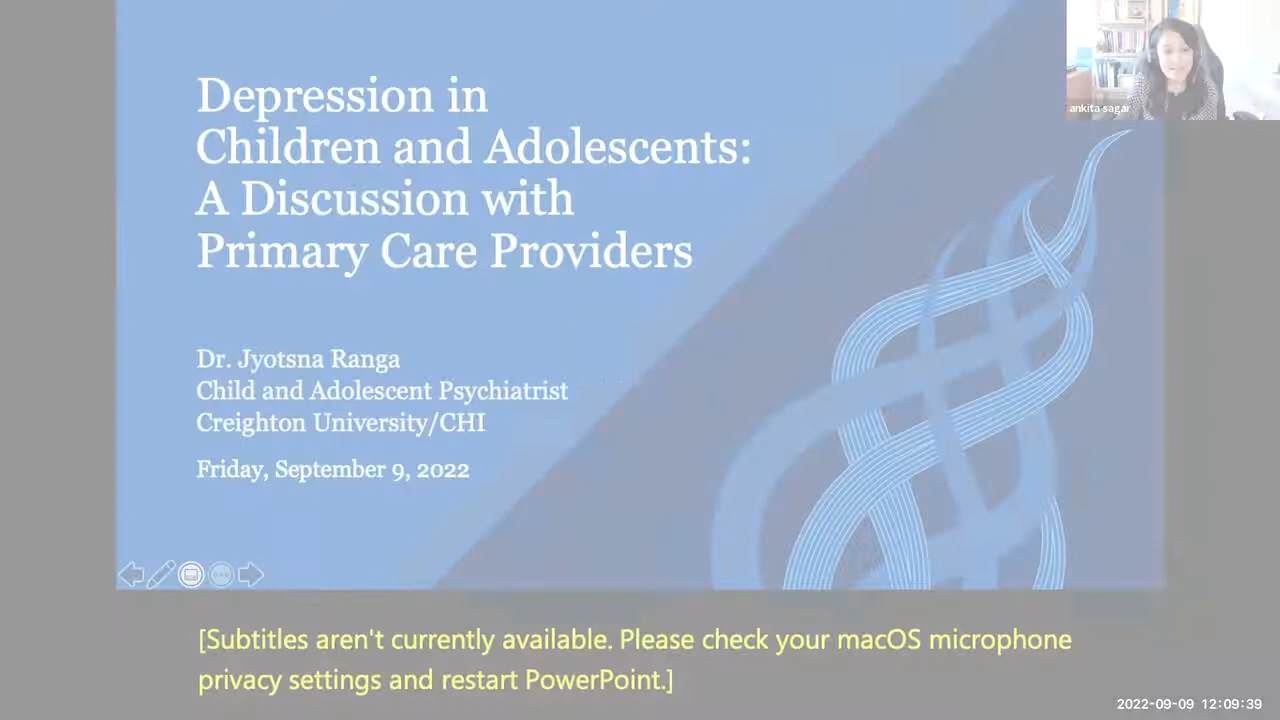 Depression in
Children and Adolescents:
A Discussion with
Primary Care Providers
Dr. Jyotsna Ranga
Child and Adolescent Psychiatrist
Creighton University/CHI
Friday, September 9, 2022
ankita sagar
[Subtitles aren't currently available. Please check your macOS microphone
privacy settings and restart PowerPoint.]
2022-09-09 12:09:39